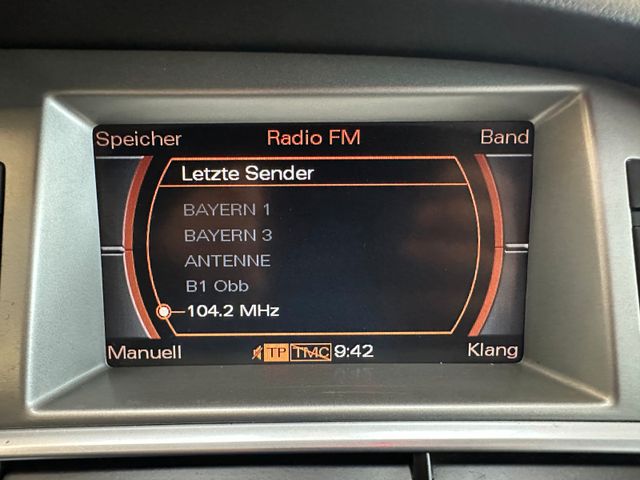 Speicher Radio FM Band
Letzte Sender
BAYERN 1
BAYERN 3
ANTENNE
B1 Obb
104.2 MHz
Manuell TP TMC 9:42 Klang